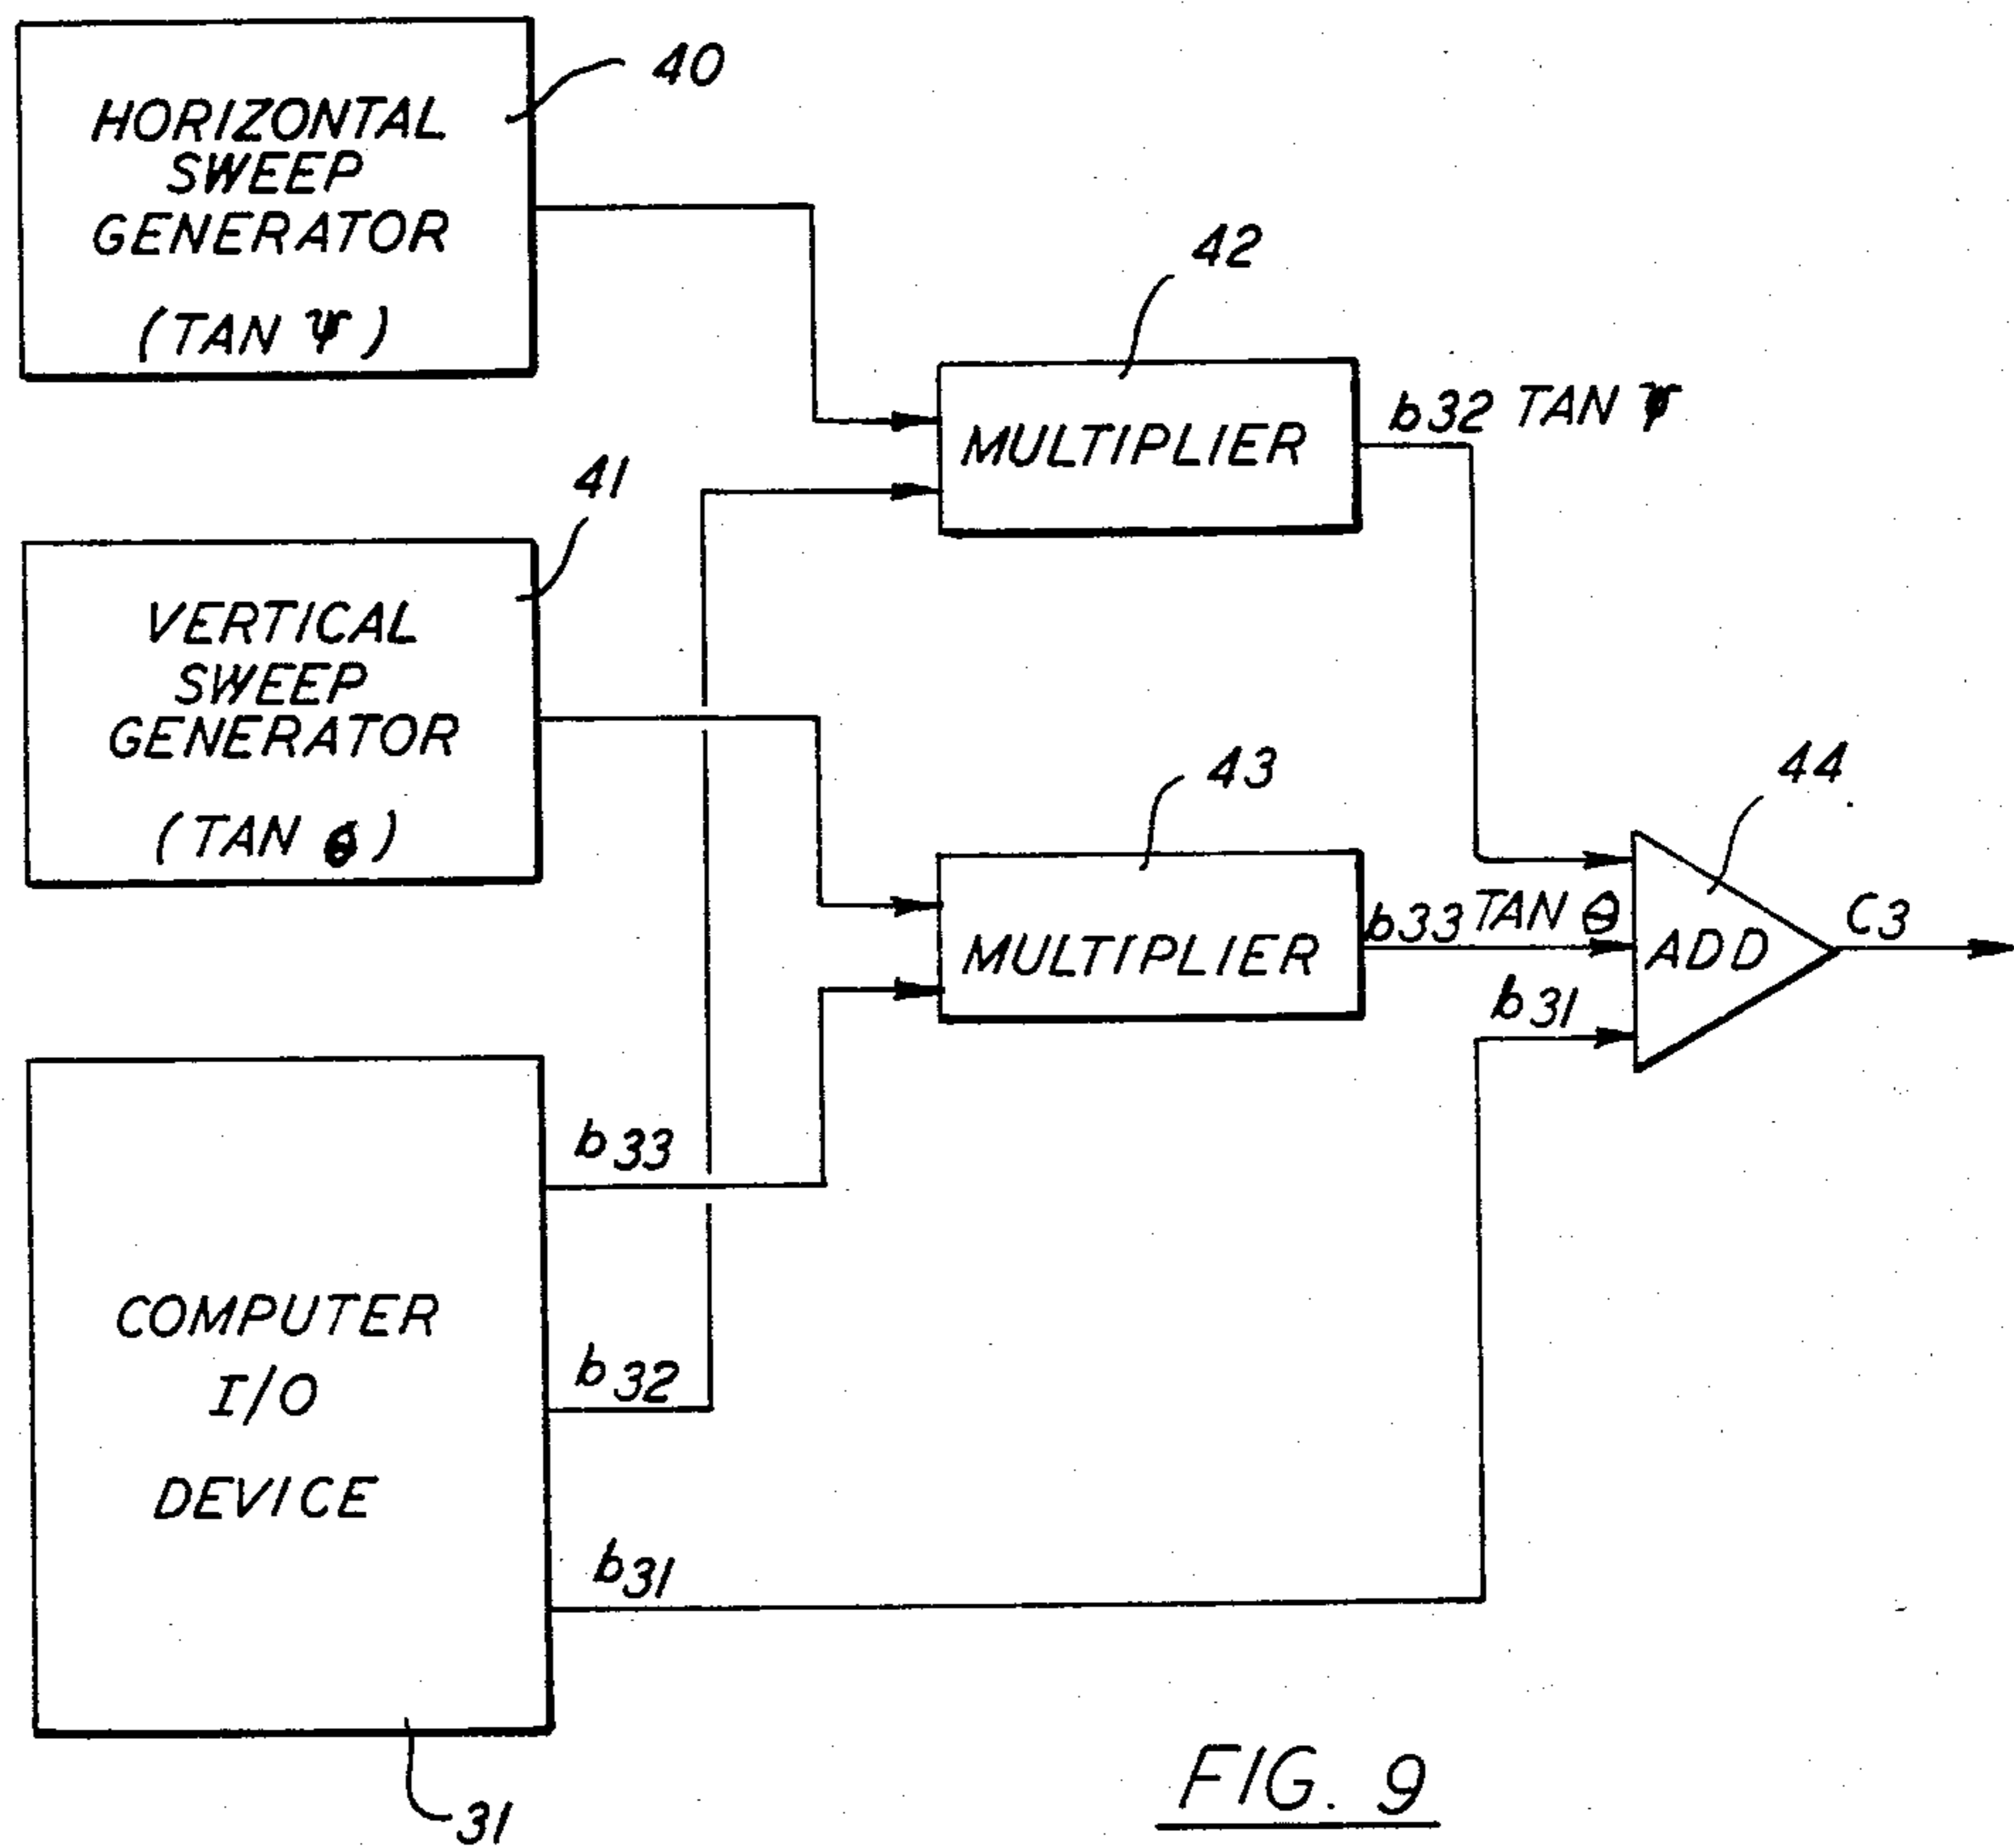 40
HORIZONTAL
SWEEP
GENERATOR
(TAN Ψ)
42
MULTIPLIER
b32 TAN Ψ
41
VERTICAL
SWEEP
GENERATOR
(TAN θ)
43
MULTIPLIER
b33 TAN θ
44
ADD
C3
b31
COMPUTER
I/O
DEVICE
b33
b32
b31
31
FIG. 9